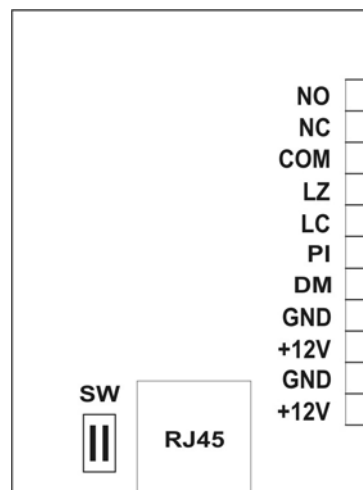 NO
NC
COM
LZ
LC
PI
DM
GND
+12V
GND
+12V
SW
RJ45